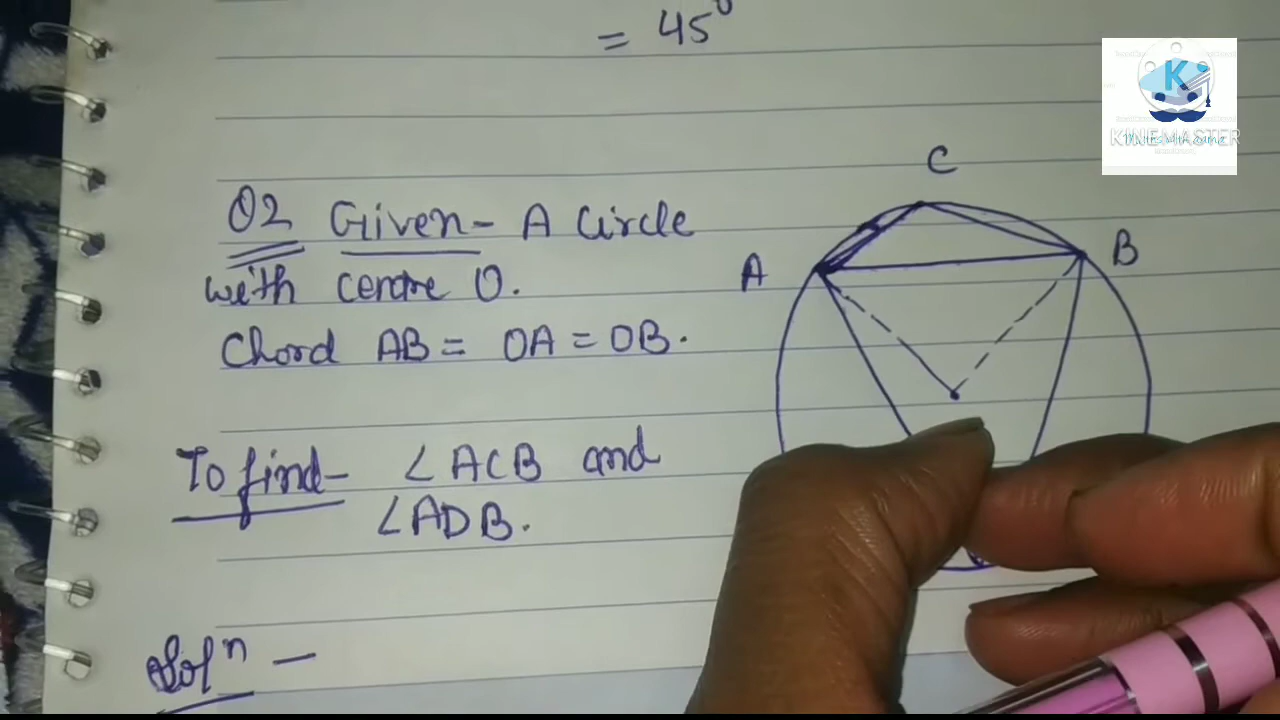 = 45°
Q2 Given- A Circle
with centre O.
Chord AB = OA = OB.
To find- ∠ACB and
∠ADB.
Solⁿ -
C
A
B
K
KINEMASTER